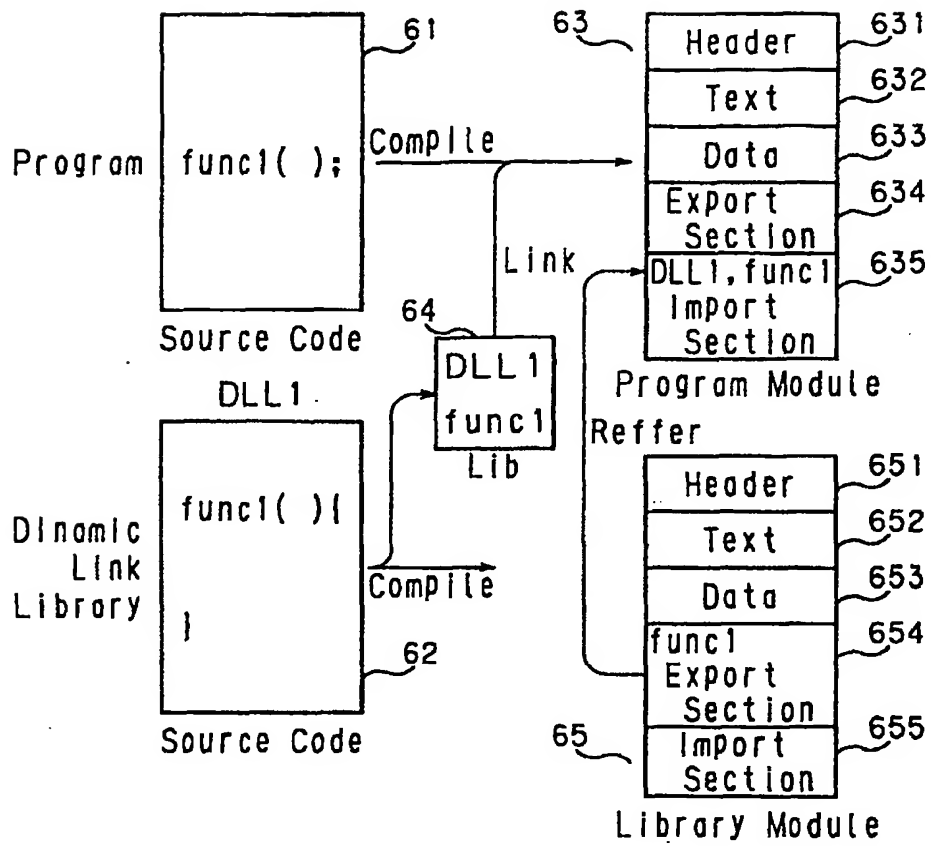 61
Program
func1( );
Source Code
Compile
Link
64
DLL1
func1
Lib
DLL1
Dinamic
Link
Library
func1( ){
}
62
Source Code
Compile
63
Header
631
Text
632
Data
633
Export
Section
634
DLL1,func1
Import
Section
635
Program Module
Reffer
Header
651
Text
652
Data
653
func1
Export
Section
654
65
Import
Section
655
Library Module